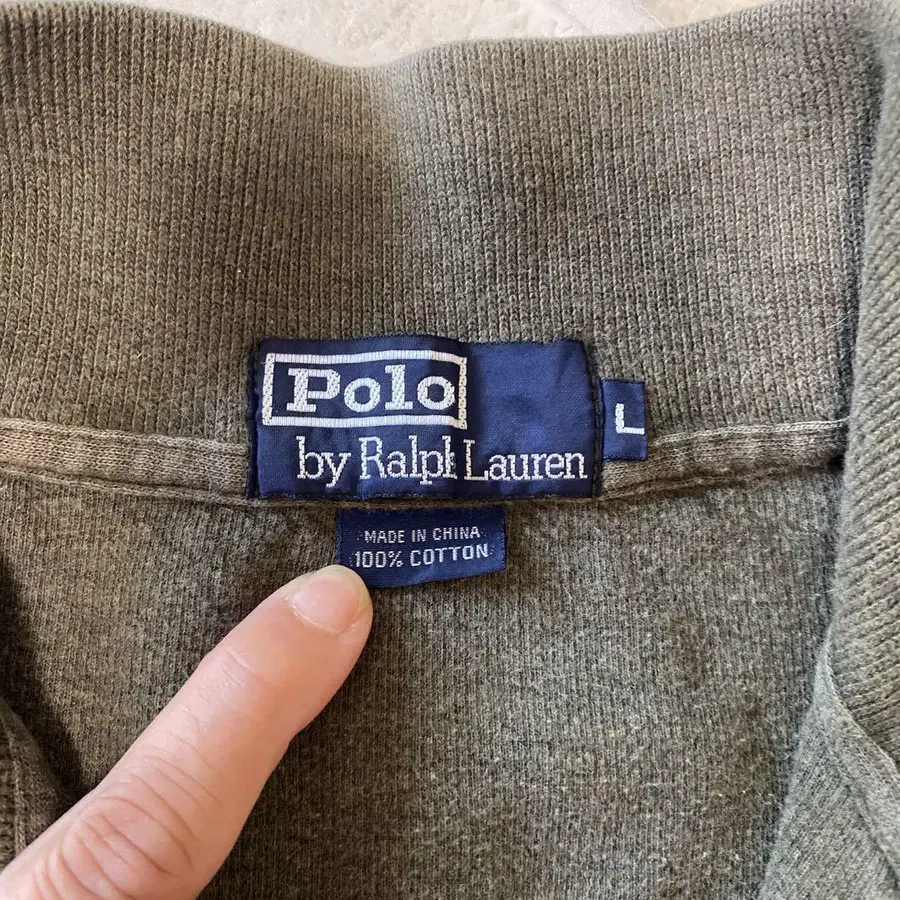 Polo
by Ralph Lauren
L
MADE IN CHINA
100% COTTON